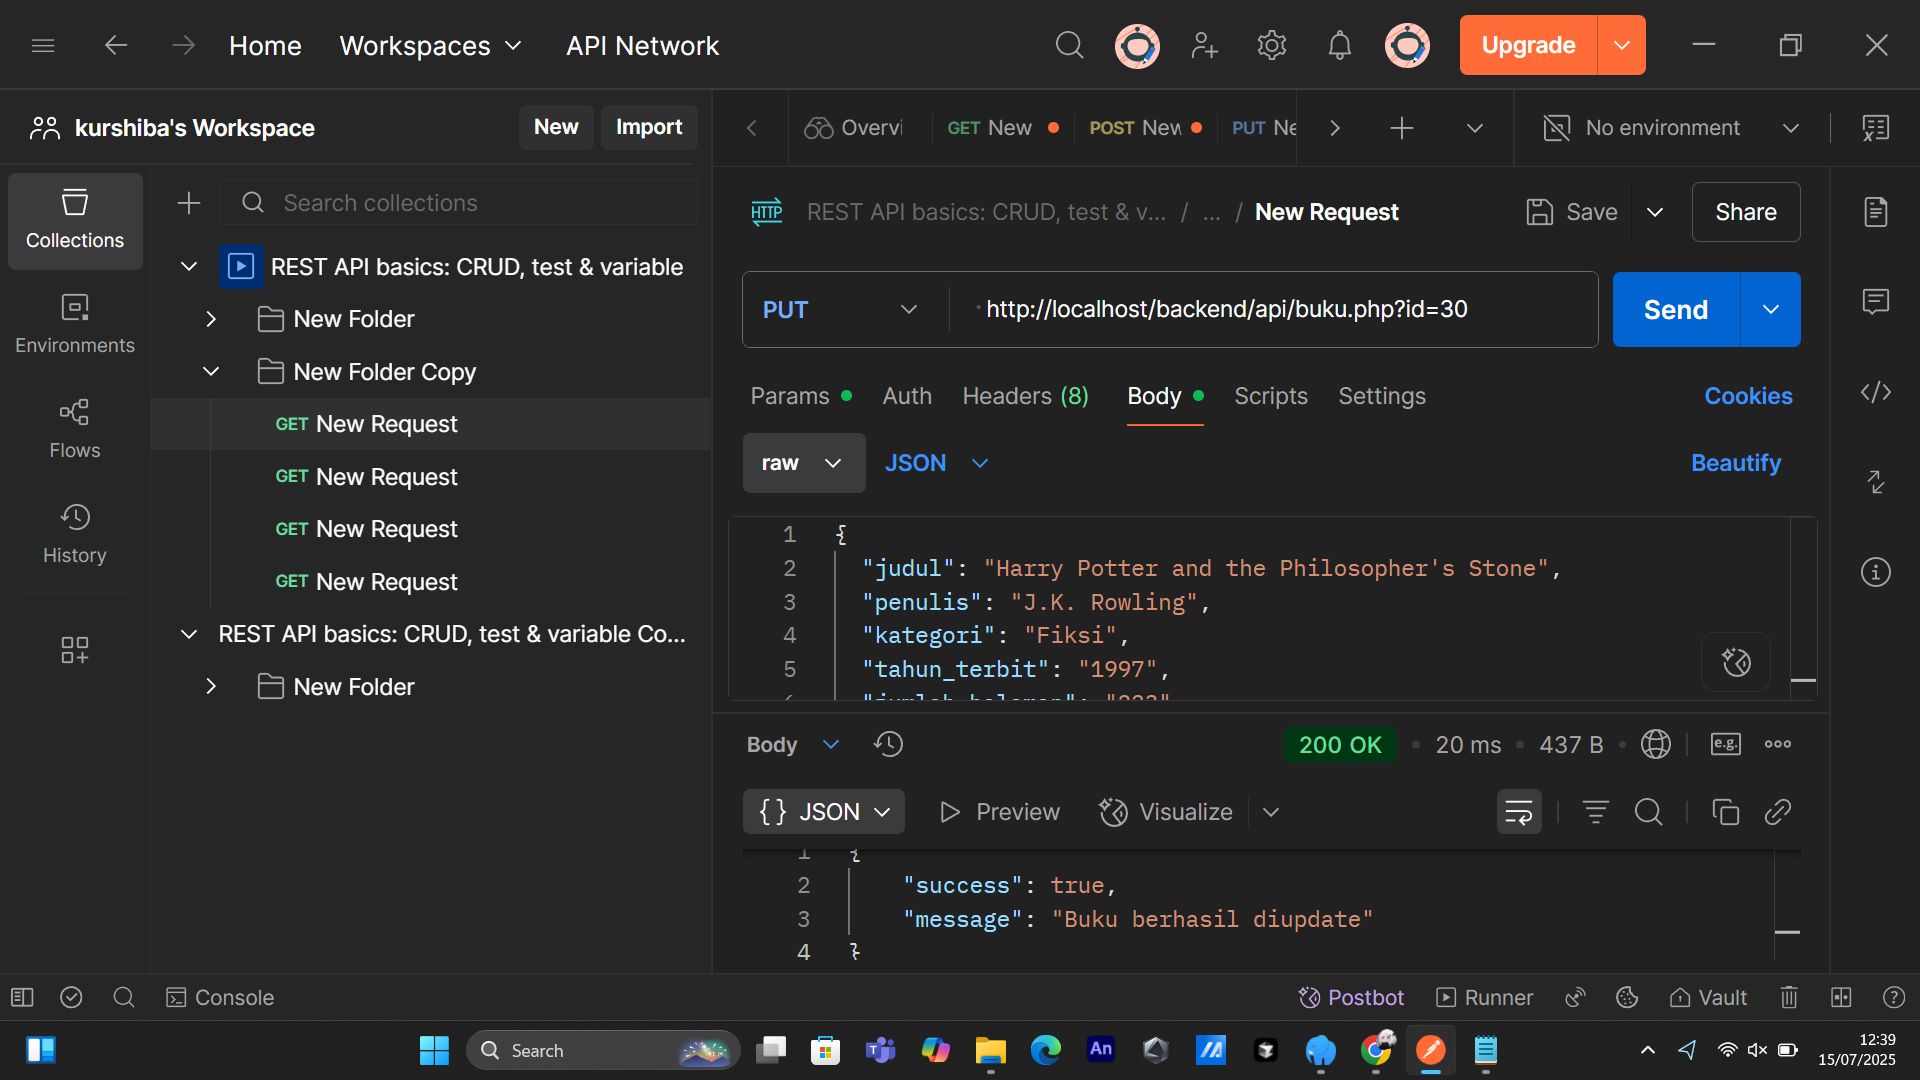 Home
Workspaces
API Network
Upgrade
kurshiba's Workspace
New
Import
Overvi
GET New
POST New
PUT Ne
No environment
Collections
Environments
Flows
History
Search collections
REST API basics: CRUD, test & variable
New Folder
New Folder Copy
GET New Request
GET New Request
GET New Request
GET New Request
REST API basics: CRUD, test & variable Co...
New Folder
HTTP
REST API basics: CRUD, test & v... / ... / New Request
Save
Share
PUT
http://localhost/backend/api/buku.php?id=30
Send
Params
Auth
Headers (8)
Body
Scripts
Settings
Cookies
raw
JSON
Beautify
1 {
2 "judul": "Harry Potter and the Philosopher's Stone",
3 "penulis": "J.K. Rowling",
4 "kategori": "Fiksi",
5 "tahun_terbit": "1997",
Body
200 OK
20 ms
437 B
e.g.
{} JSON
Preview
Visualize
1 {
2 "success": true,
3 "message": "Buku berhasil diupdate"
4 }
Console
Postbot
Runner
Vault
Search
An
12:39
15/07/2025